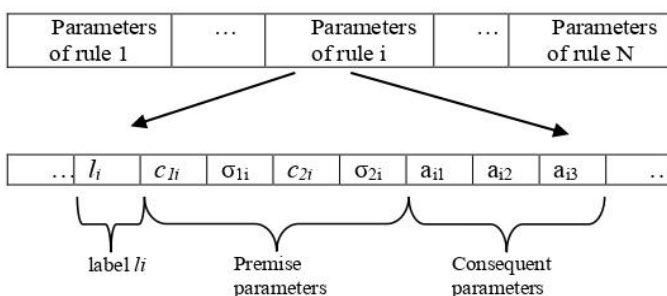 Parameters … Parameters … Parameters
of rule 1 of rule i of rule N
… lᵢ c₁ᵢ σ₁ᵢ c₂ᵢ σ₂ᵢ aᵢ₁ aᵢ₂ aᵢ₃ …
label li Premise Consequent
parameters parameters